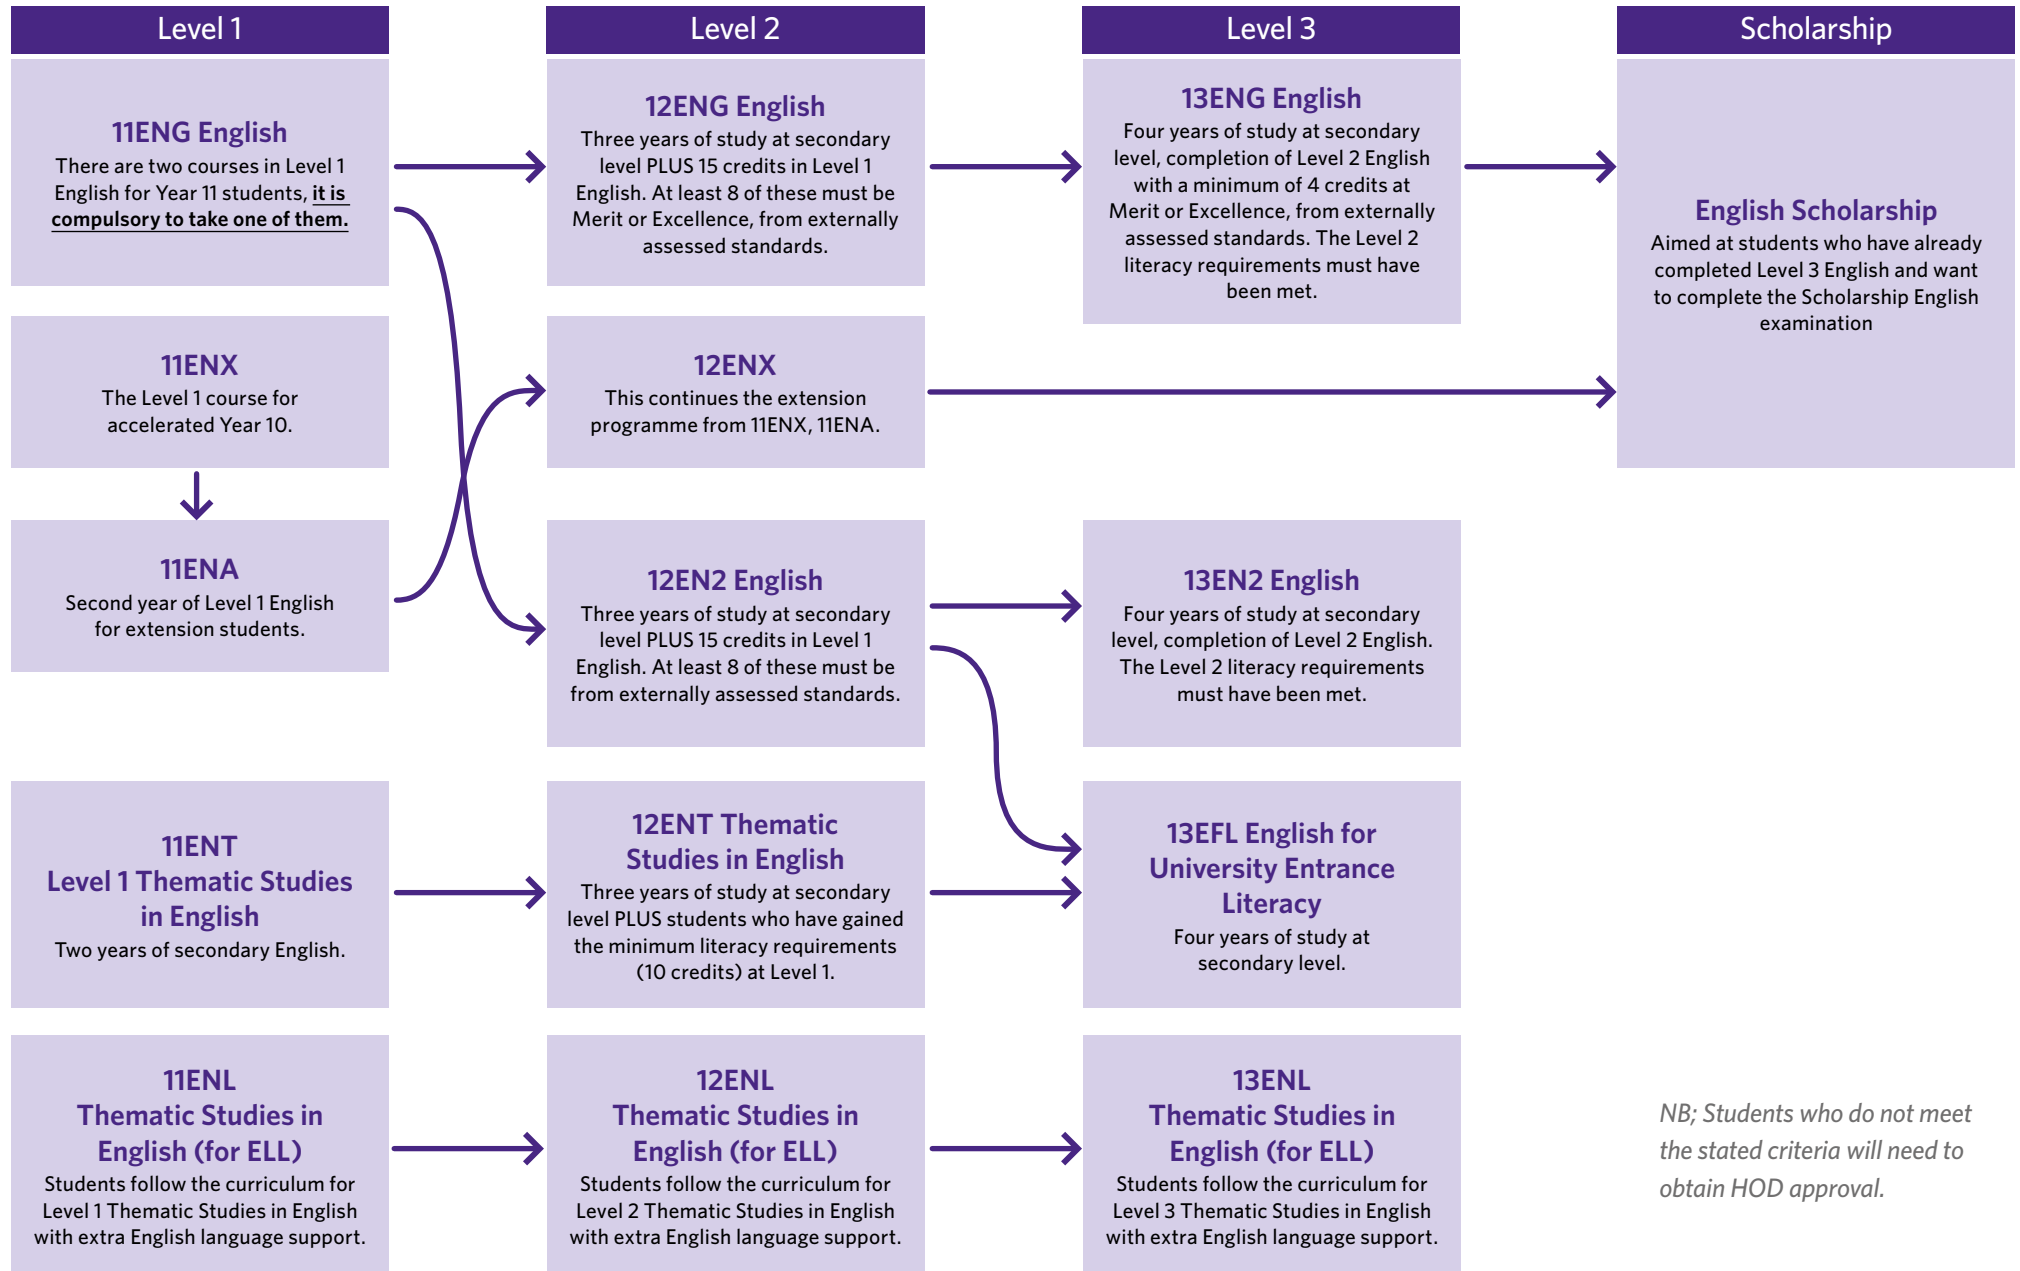 Level 1
Level 2
Level 3
Scholarship
11ENG English
There are two courses in Level 1
English for Year 11 students, it is
compulsory to take one of them.
12ENG English
Three years of study at secondary
level PLUS 15 credits in Level 1
English. At least 8 of these must be
Merit or Excellence, from externally
assessed standards.
13ENG English
Four years of study at secondary
level, completion of Level 2 English
with a minimum of 4 credits at
Merit or Excellence, from externally
assessed standards. The Level 2
literacy requirements must have
been met.
English Scholarship
Aimed at students who have already
completed Level 3 English and want
to complete the Scholarship English
examination
11ENX
The Level 1 course for
accelerated Year 10.
12ENX
This continues the extension
programme from 11ENX, 11ENA.
11ENA
Second year of Level 1 English
for extension students.
12EN2 English
Three years of study at secondary
level PLUS 15 credits in Level 1
English. At least 8 of these must be
from externally assessed standards.
13EN2 English
Four years of study at secondary
level, completion of Level 2 English.
The Level 2 literacy requirements
must have been met.
11ENT
Level 1 Thematic Studies
in English
Two years of secondary English.
12ENT Thematic
Studies in English
Three years of study at secondary
level PLUS students who have gained
the minimum literacy requirements
(10 credits) at Level 1.
13EFL English for
University Entrance
Literacy
Four years of study at
secondary level.
11ENL
Thematic Studies in
English (for ELL)
Students follow the curriculum for
Level 1 Thematic Studies in English
with extra English language support.
12ENL
Thematic Studies in
English (for ELL)
Students follow the curriculum for
Level 2 Thematic Studies in English
with extra English language support.
13ENL
Thematic Studies in
English (for ELL)
Students follow the curriculum for
Level 3 Thematic Studies in English
with extra English language support.
NB; Students who do not meet
the stated criteria will need to
obtain HOD approval.